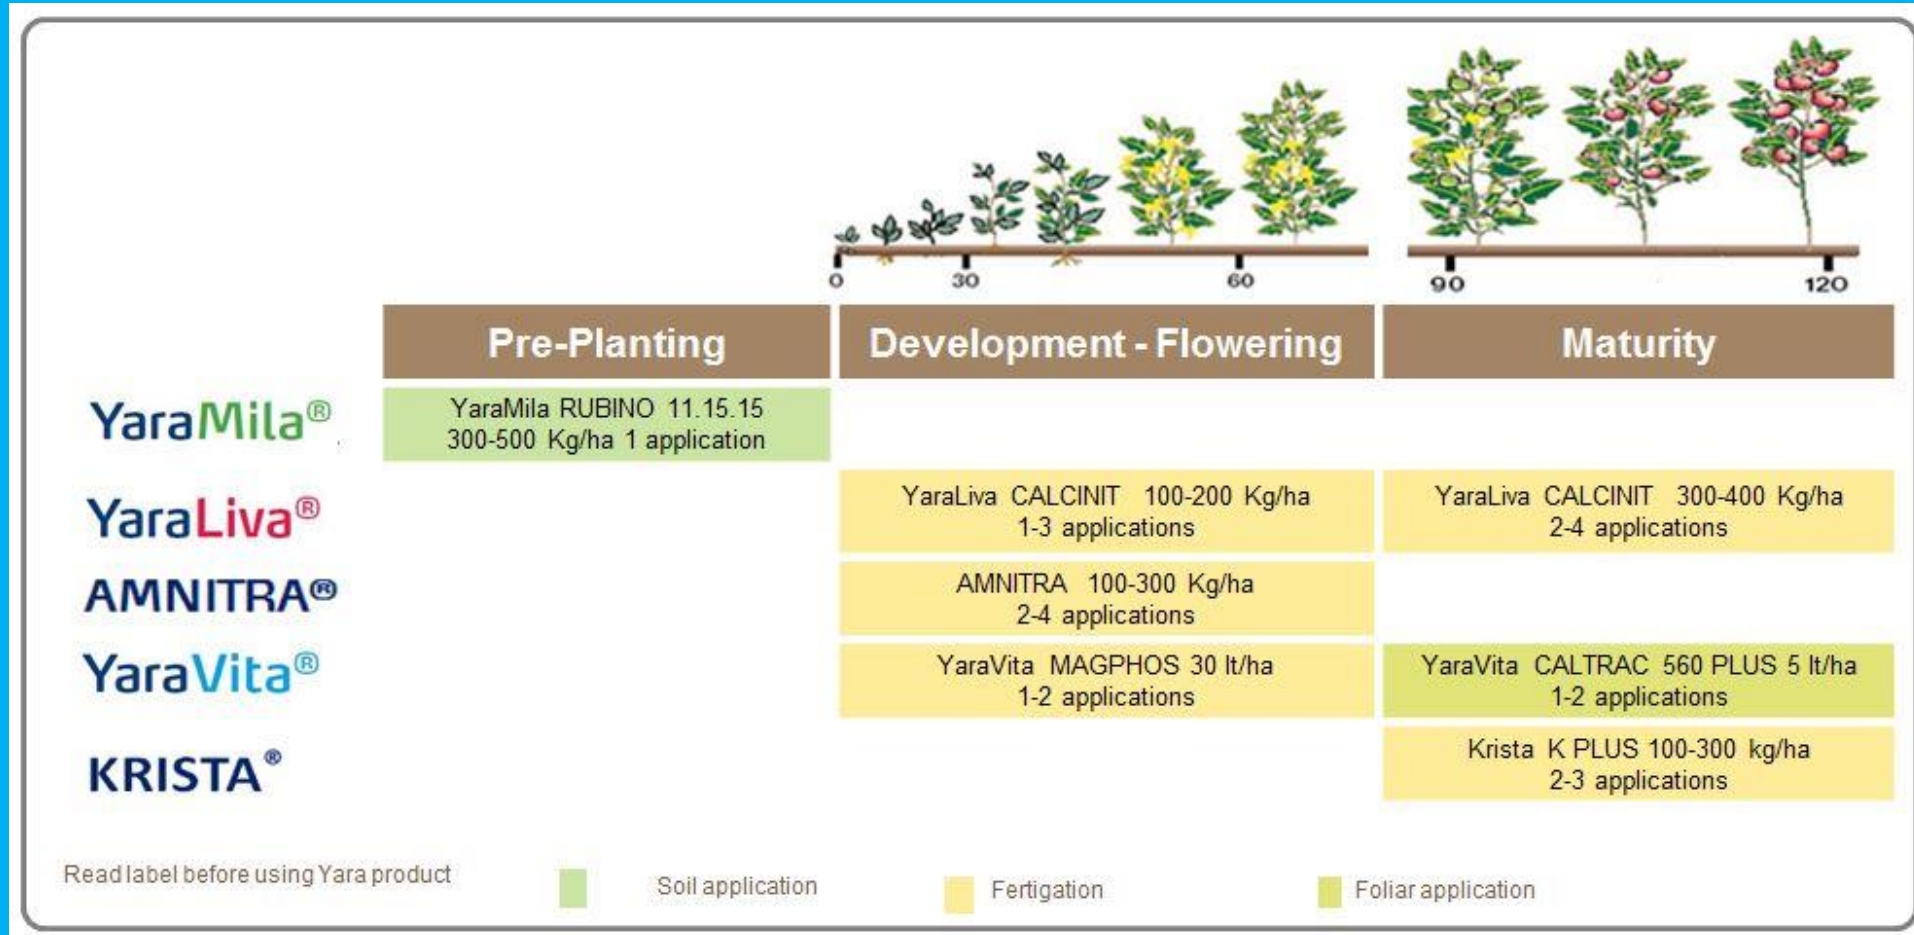 0
30
60
90
120
Pre-Planting
Development - Flowering
Maturity
YaraMila®
YaraMila RUBINO 11.15.15
300-500 Kg/ha 1 application
YaraLiva®
YaraLiva CALCINIT 100-200 Kg/ha
1-3 applications
YaraLiva CALCINIT 300-400 Kg/ha
2-4 applications
AMNITRA®
AMNITRA 100-300 Kg/ha
2-4 applications
YaraVita®
YaraVita MAGPHOS 30 lt/ha
1-2 applications
YaraVita CALTRAC 560 PLUS 5 lt/ha
1-2 applications
KRISTA®
Krista K PLUS 100-300 kg/ha
2-3 applications
Read label before using Yara product
Soil application
Fertigation
Foliar application